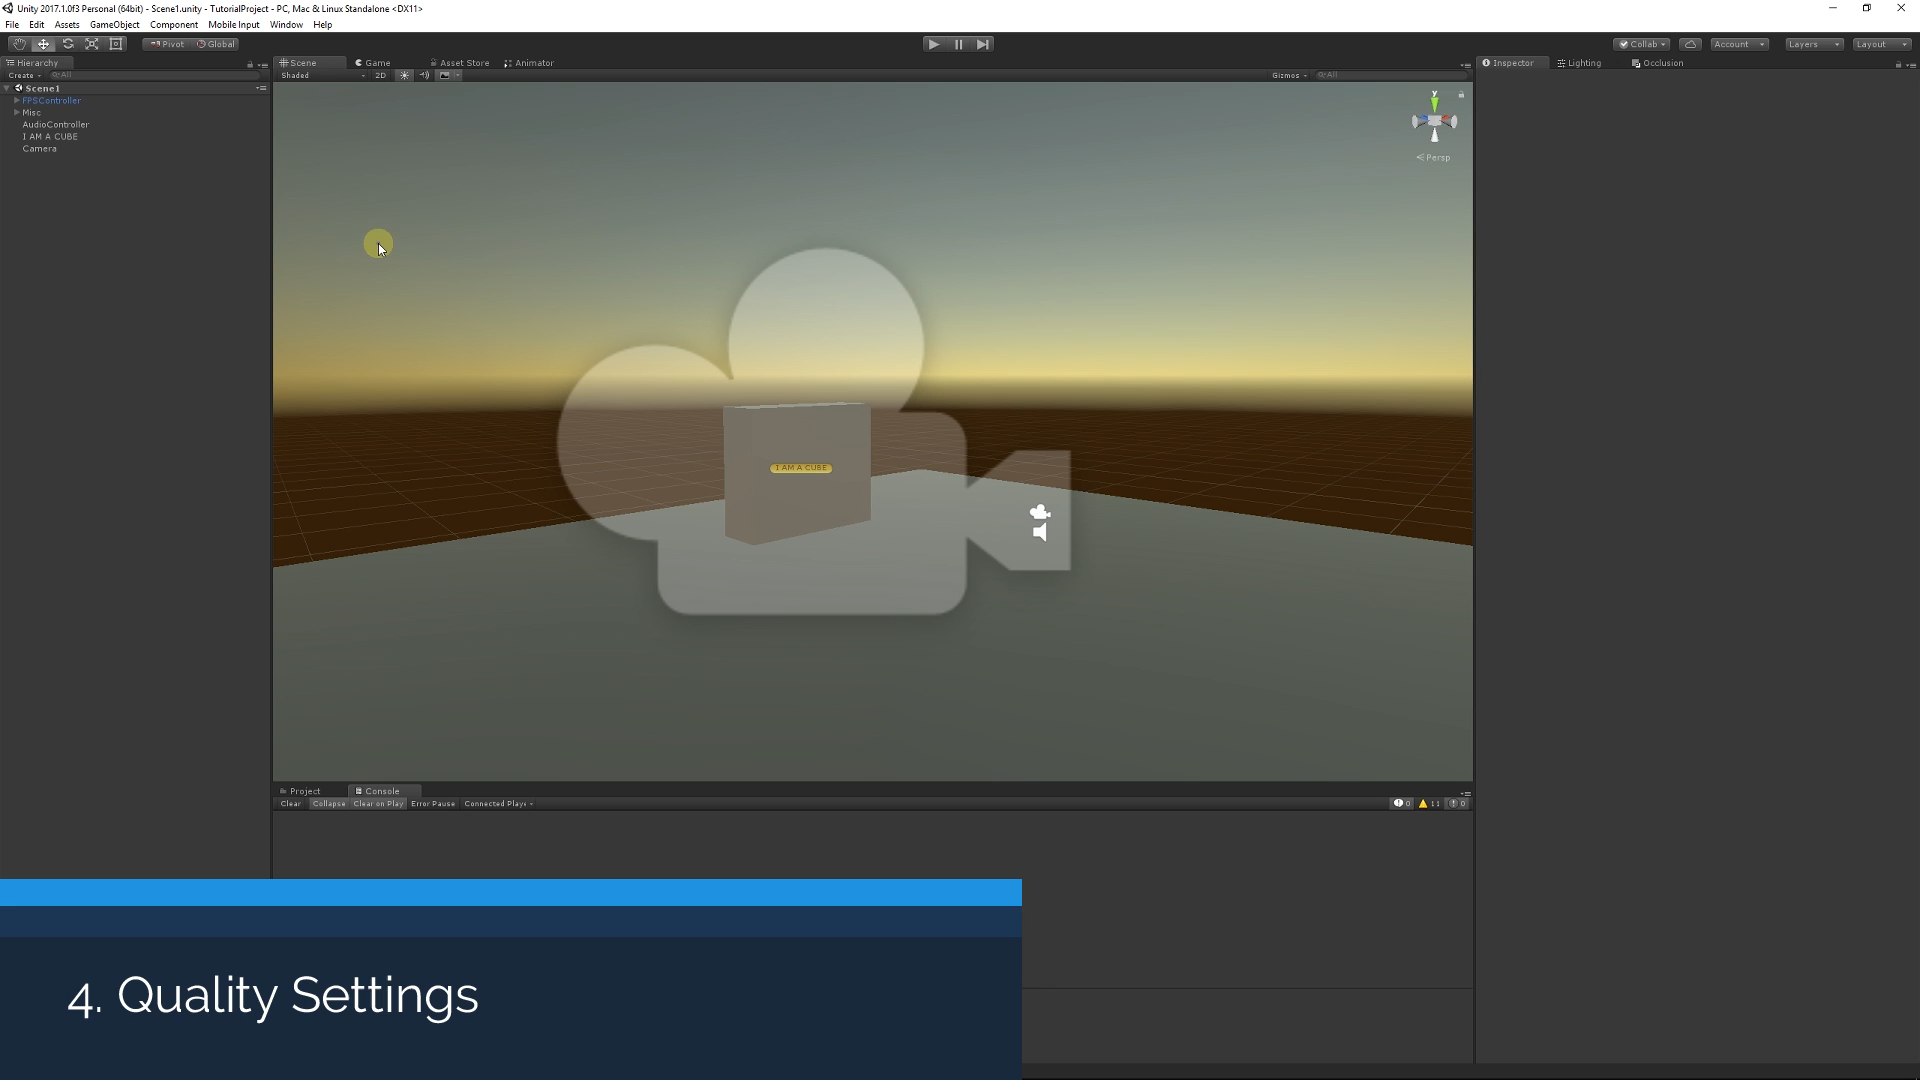 Unity 2017.1.0f3 Personal (64bit) - Scene1.unity - TutorialProject - PC, Mac & Linux Standalone <DX11>
File Edit Assets GameObject Component Mobile Input Window Help
Pivot Global Collab Account Layers Layout
Hierarchy Scene Game Asset Store Animator Inspector Lighting Occlusion
Create All Shaded 2D Gizmos All
Scene1
FPSController
Misc
AudioController
I AM A CUBE
Camera
y
Persp
I AM A CUBE
Project Console
Clear Collapse Clear on Play Error Pause Connected Playe 0 11 0
4. Quality Settings